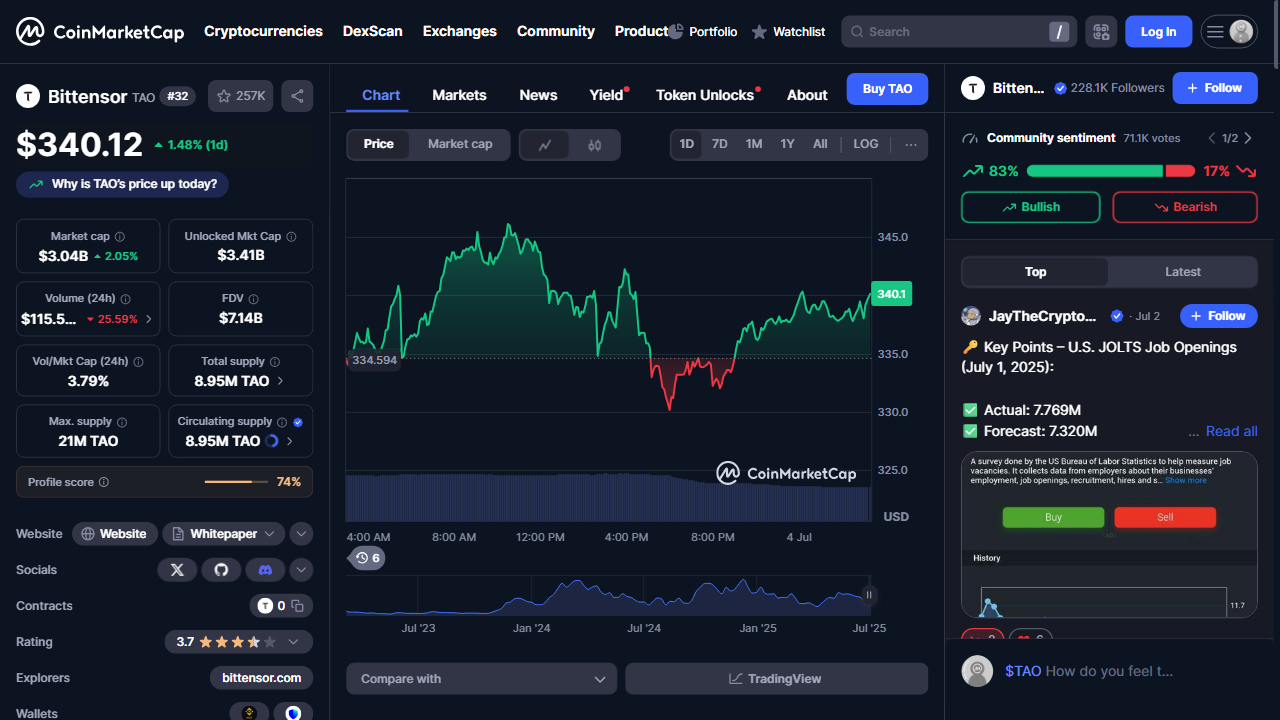 CoinMarketCap
Cryptocurrencies DexScan Exchanges Community Product Portfolio Watchlist Search / Log In
Bittensor TAO #32 257K
$340.12 1.48% (1d)
Why is TAO's price up today?
Market cap
$3.04B 2.05%
Unlocked Mkt Cap
$3.41B
Volume (24h)
$115.5... 25.59%
FDV
$7.14B
Vol/Mkt Cap (24h)
3.79%
Total supply
8.95M TAO
Max. supply
21M TAO
Circulating supply
8.95M TAO
Profile score 74%
Website Website Whitepaper
Socials
Contracts 0
Rating 3.7
Explorers bittensor.com
Wallets
Chart Markets News Yield Token Unlocks About Buy TAO
Price Market cap 1D 7D 1M 1Y All LOG ...
345.0
340.1
335.0
330.0
325.0
USD
334.594
CoinMarketCap
4:00 AM 8:00 AM 12:00 PM 4:00 PM 8:00 PM 4 Jul
6
Jul '23 Jan '24 Jul '24 Jan '25 Jul '25
Compare with TradingView
Bitten... 228.1K Followers + Follow
Community sentiment 71.1K votes 1/2
83% 17%
Bullish Bearish
Top Latest
JayTheCrypto... · Jul 2 + Follow
🔑 Key Points – U.S. JOLTS Job Openings
(July 1, 2025):
✅ Actual: 7.769M
✅ Forecast: 7.320M ... Read all
A survey done by the US Bureau of Labor Statistics to help measure job
vacancies. It collects data from employers about their businesses'
employment, job openings, recruitment, hires and s... Show more
Buy Sell
History
11.7
$TAO How do you feel t...